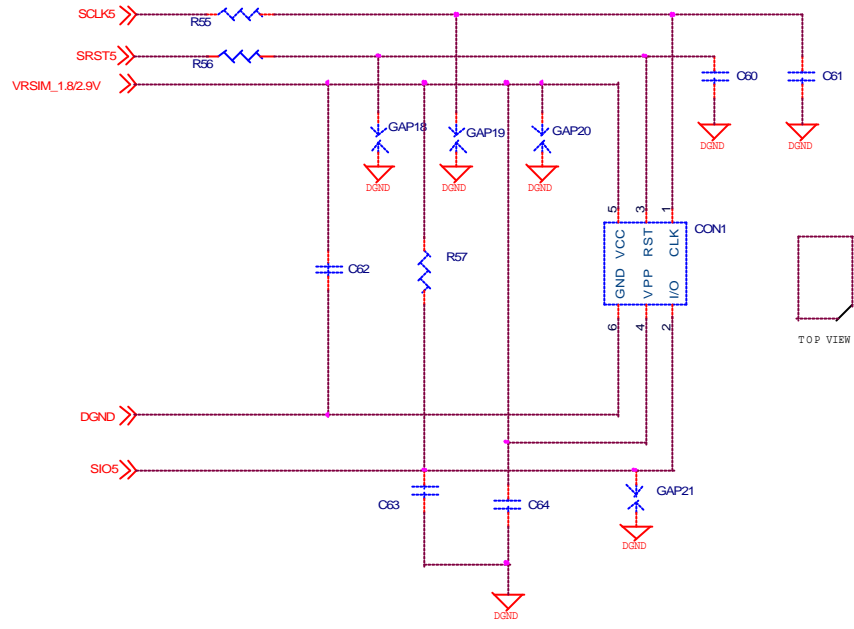 SCLK5
R55
SRST5
R56
VRSIM_1.8/2.9V
C60
C61
GAP18
GAP19
GAP20
DGND
DGND
DGND
DGND
DGND
5
3
1
CON1
VCC
RST
CLK
GND
VPP
I/O
6
4
2
C62
R57
TOP VIEW
DGND
SIO5
C63
C64
GAP21
DGND
DGND